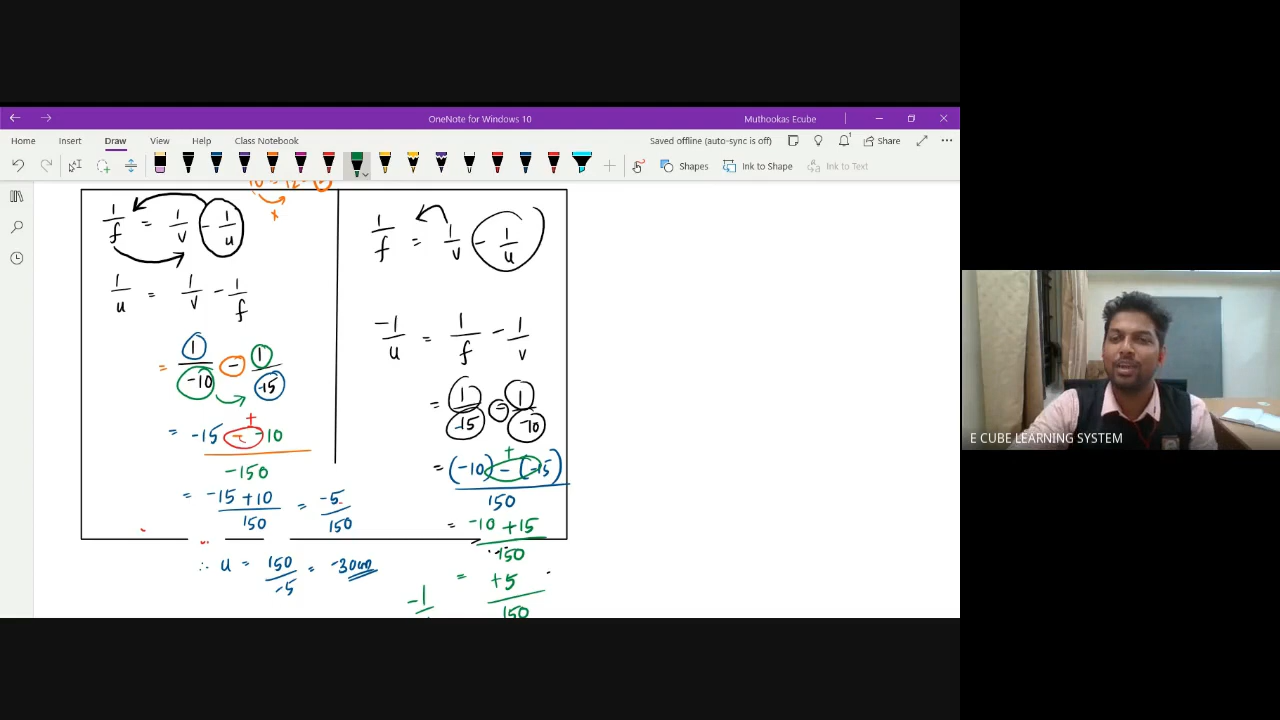 OneNote for Windows 10
Muthookas Ecube
Home Insert Draw View Help Class Notebook
Saved offline (auto-sync is off)
Share
Shapes
Ink to Shape
Ink to Text
1/f = 1/v - 1/u
1/u = 1/v - 1/f
= 1/-10 - 1/-15
= -15 - -10 / -150
+
= -15 + 10 / 150 = -5/150
∴ u = 150/-5 = -30cm
1/f = 1/v - 1/u
-1/u = 1/f - 1/v
= 1/-15 - 1/-10
+
= (-10) - (-15) / 150
= -10 + 15 / 150
= +5 / 150
-1
E CUBE LEARNING SYSTEM